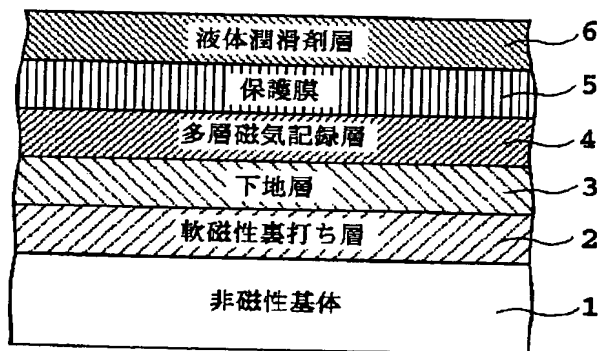 液体潤滑剤層 6
保護膜 5
多層磁気記録層 4
下地層 3
軟磁性裏打ち層 2
非磁性基体 1